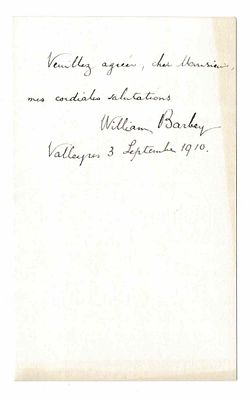 Veuillez agréer, cher Monsieur,
mes cordiales salutations
William Barbey
Valleyres 3 Septembre 1910.